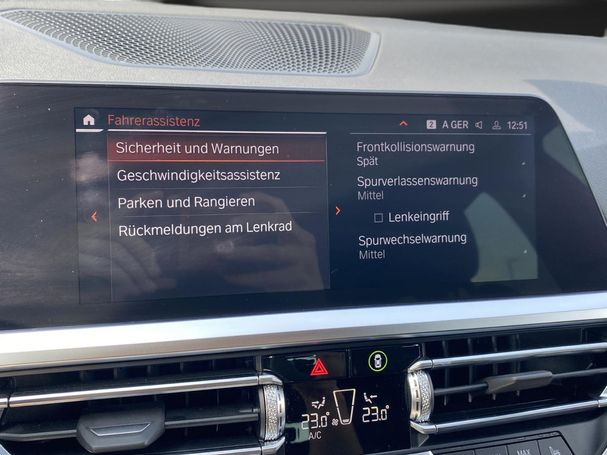 Fahrerassistenz
2 A GER 12:51
Sicherheit und Warnungen
Geschwindigkeitsassistenz
Parken und Rangieren
Rückmeldungen am Lenkrad
Frontkollisionswarnung
Spät
Spurverlassenswarnung
Mittel
Lenkeingriff
Spurwechselwarnung
Mittel
23.0° 23.0°
A/C
MAX